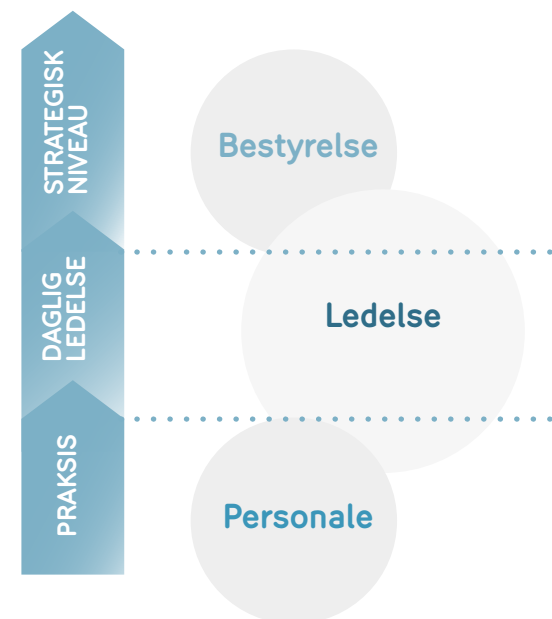 STRATEGISK
NIVEAU
Bestyrelse
DAGLIG
LEDELSE
Ledelse
PRAKSIS
Personale